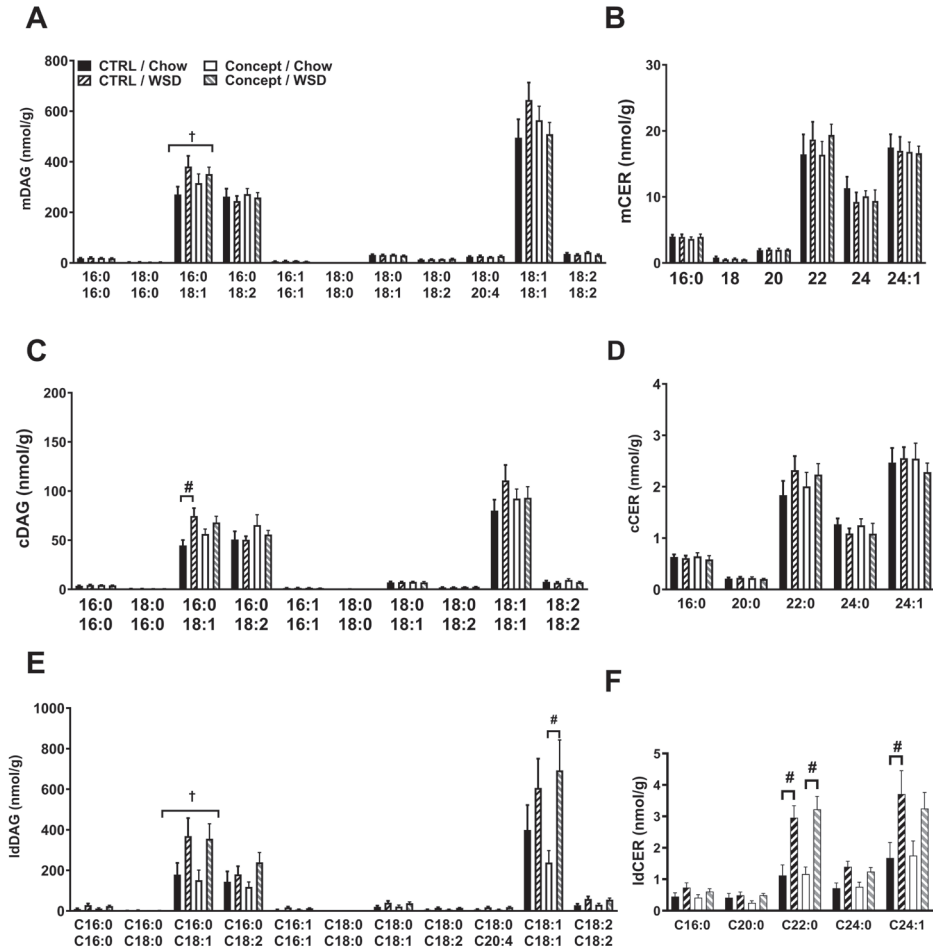 A
mDAG (nmol/g)
800
600
400
200
0
CTRL / Chow
Concept / Chow
CTRL / WSD
Concept / WSD
†
16:0 18:0 16:0 16:0 16:1 18:0 18:0 18:0 18:0 18:1 18:2
16:0 16:0 18:1 18:2 16:1 18:0 18:1 18:2 20:4 18:1 18:2
B
mCER (nmol/g)
40
30
20
10
0
16:0 18 20 22 24 24:1
C
cDAG (nmol/g)
200
150
100
50
0
#
16:0 18:0 16:0 16:0 16:1 18:0 18:0 18:0 18:1 18:2
16:0 16:0 18:1 18:2 16:1 18:0 18:1 18:2 18:1 18:2
D
cCER (nmol/g)
4
3
2
1
0
16:0 20:0 22:0 24:0 24:1
E
ldDAG (nmol/g)
1000
800
600
400
200
0
†
#
C16:0 C16:0 C16:0 C16:0 C16:1 C18:0 C18:0 C18:0 C18:0 C18:1 C18:2
C16:0 C18:0 C18:1 C18:2 C16:1 C18:0 C18:1 C18:2 C20:4 C18:1 C18:2
F
ldCER (nmol/g)
5
4
3
2
1
0
#
#
#
C16:0 C20:0 C22:0 C24:0 C24:1